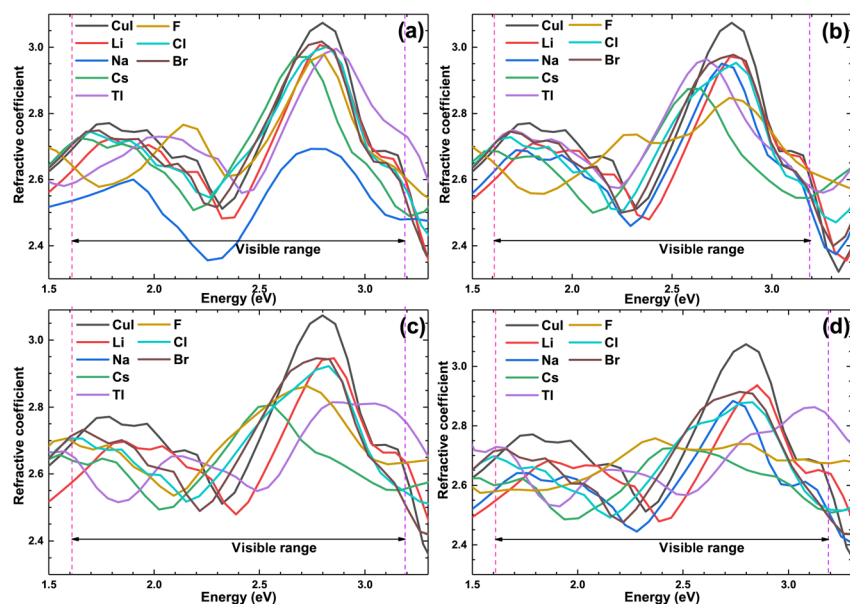 (a)
CuI F
Li Cl
Na Br
Cs
Tl
Refractive coefficient
3.0
2.8
2.6
2.4
Visible range
1.5 2.0 2.5 3.0
Energy (eV)
(b)
CuI F
Li Cl
Na Br
Cs
Tl
Refractive coefficient
3.0
2.8
2.6
2.4
Visible range
1.5 2.0 2.5 3.0
Energy (eV)
(c)
CuI F
Li Cl
Na Br
Cs
Tl
Refractive coefficient
3.0
2.8
2.6
2.4
Visible range
1.5 2.0 2.5 3.0
Energy (eV)
(d)
CuI F
Li Cl
Na Br
Cs
Tl
Refractive coefficient
3.0
2.8
2.6
2.4
Visible range
1.5 2.0 2.5 3.0
Energy (eV)